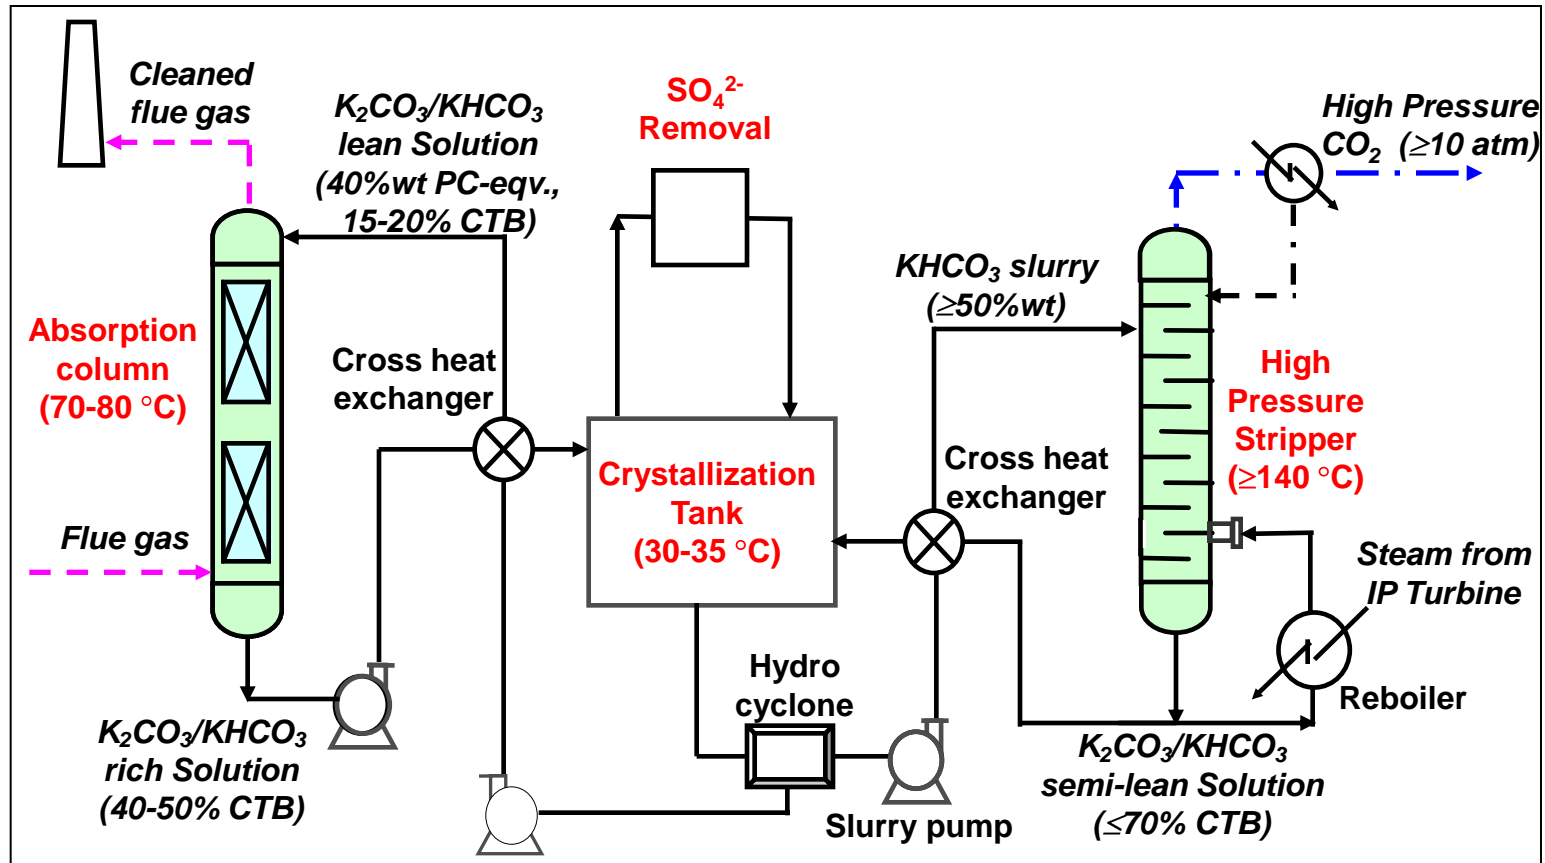 Cleaned
flue gas
K₂CO₃/KHCO₃
lean Solution
(40%wt PC-eqv.,
15-20% CTB)
SO₄²⁻
Removal
High Pressure
CO₂ (≥10 atm)
KHCO₃ slurry
(≥50%wt)
Absorption
column
(70-80 °C)
Cross heat
exchanger
High
Pressure
Stripper
(≥140 °C)
Crystallization
Tank
(30-35 °C)
Cross heat
exchanger
Flue gas
Steam from
IP Turbine
Hydro
cyclone
Reboiler
K₂CO₃/KHCO₃
rich Solution
(40-50% CTB)
Slurry pump
K₂CO₃/KHCO₃
semi-lean Solution
(≤70% CTB)